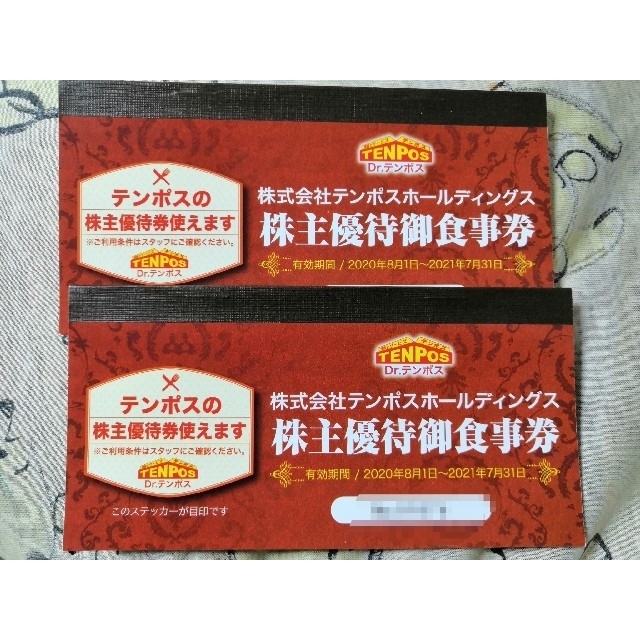 TENPOS
Dr.テンポス
テンポスの
株主優待券使えます
※ご利用条件はスタッフにご確認ください。
TENPOS
Dr.テンポス
株式会社テンポスホールディングス
株主優待御食事券
有効期間 / 2020年8月1日～2021年7月31日
TENPOS
Dr.テンポス
テンポスの
株主優待券使えます
※ご利用条件はスタッフにご確認ください。
TENPOS
Dr.テンポス
このステッカーが目印です
株式会社テンポスホールディングス
株主優待御食事券
有効期間 / 2020年8月1日～2021年7月31日